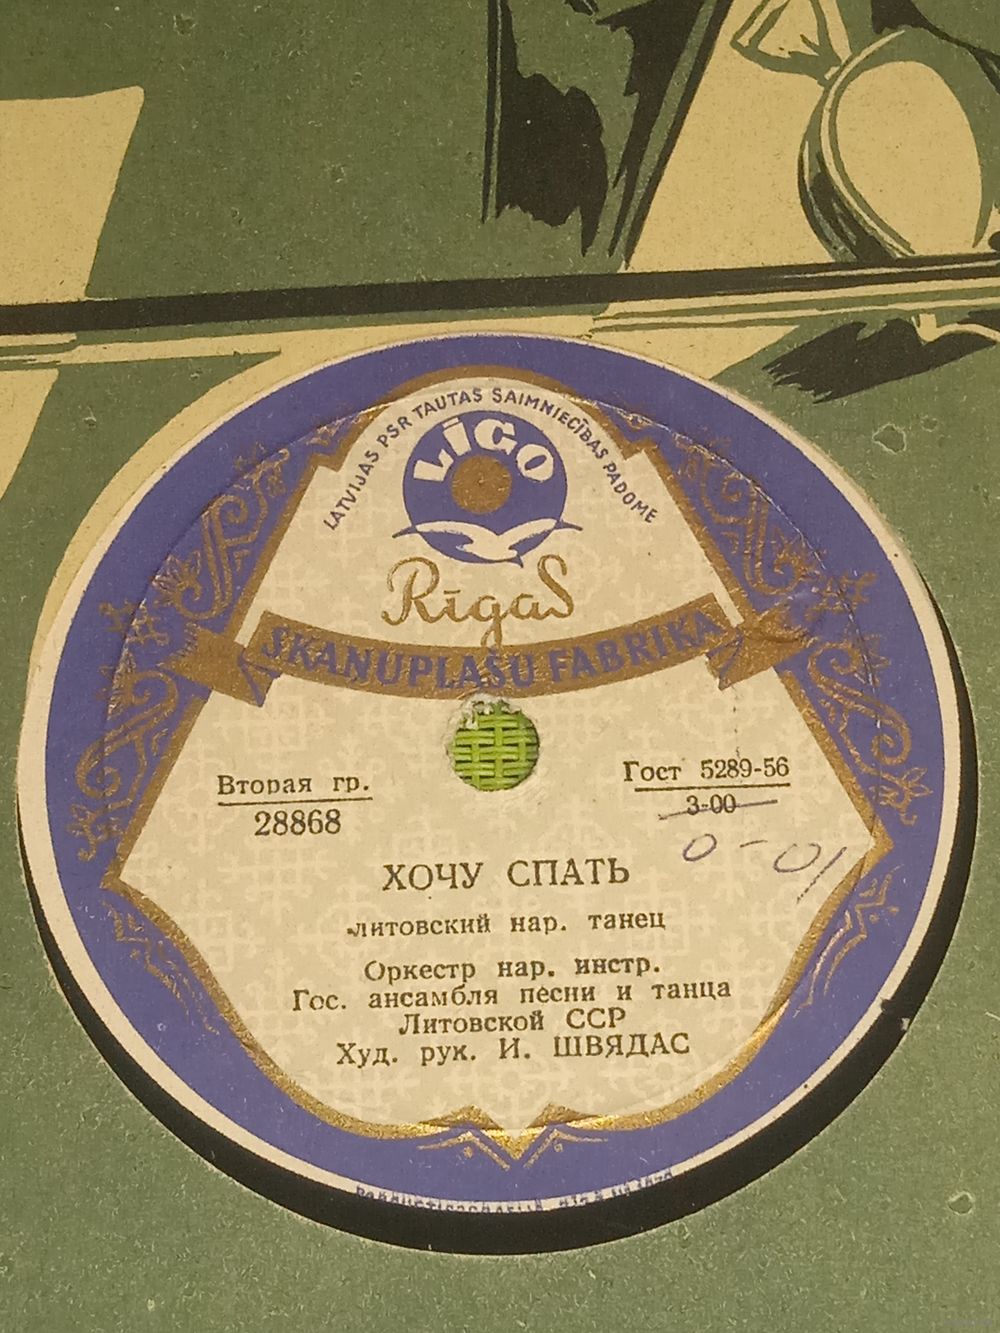 LATVIJAS PSR TAUTAS SAIMNIECĪBAS PADOME
LĪGO
Rīgas
SKAŅUPLAŠU FABRIKA
Вторая гр.
28868
Гост 5289-56
3-00
0-01
ХОЧУ СПАТЬ
литовский нар. танец
Оркестр нар. инстр.
Гос. ансамбля песни и танца
Литовской ССР
Худ. рук. И. ШВЯДАС